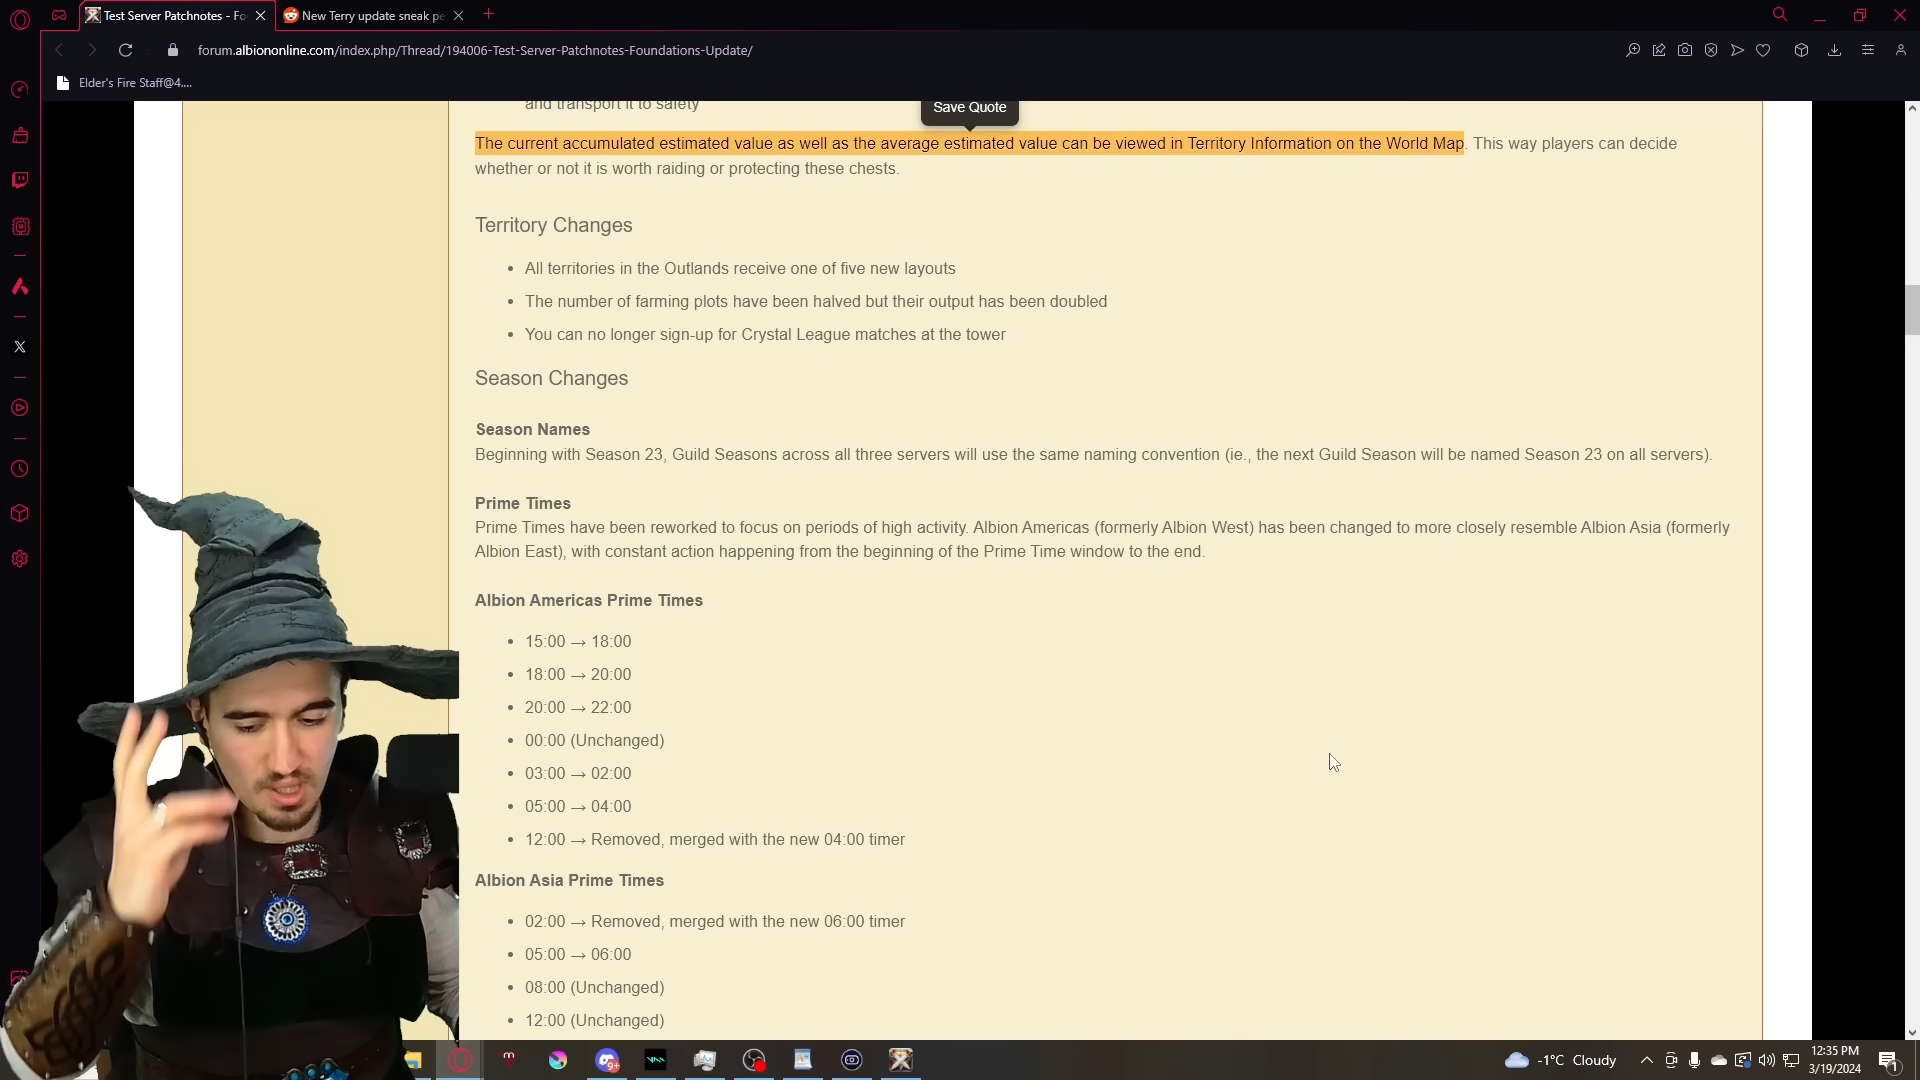 Test Server Patchnotes - Fo
New Terry update sneak pe
forum.albiononline.com/index.php/Thread/194006-Test-Server-Patchnotes-Foundations-Update/
Elder's Fire Staff@4....
and transport it to safety
Save Quote
The current accumulated estimated value as well as the average estimated value can be viewed in Territory Information on the World Map. This way players can decide
whether or not it is worth raiding or protecting these chests.
Territory Changes
• All territories in the Outlands receive one of five new layouts
• The number of farming plots have been halved but their output has been doubled
• You can no longer sign-up for Crystal League matches at the tower
Season Changes
Season Names
Beginning with Season 23, Guild Seasons across all three servers will use the same naming convention (ie., the next Guild Season will be named Season 23 on all servers).
Prime Times
Prime Times have been reworked to focus on periods of high activity. Albion Americas (formerly Albion West) has been changed to more closely resemble Albion Asia (formerly
Albion East), with constant action happening from the beginning of the Prime Time window to the end.
Albion Americas Prime Times
• 15:00 → 18:00
• 18:00 → 20:00
• 20:00 → 22:00
• 00:00 (Unchanged)
• 03:00 → 02:00
• 05:00 → 04:00
• 12:00 → Removed, merged with the new 04:00 timer
Albion Asia Prime Times
• 02:00 → Removed, merged with the new 06:00 timer
• 05:00 → 06:00
• 08:00 (Unchanged)
• 12:00 (Unchanged)
9+
-1°C Cloudy
12:35 PM
3/19/2024
1